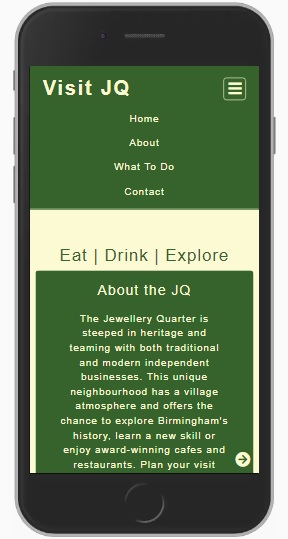 Visit JQ
Home
About
What To Do
Contact
Eat | Drink | Explore
About the JQ
The Jewellery Quarter is
steeped in heritage and
teaming with both traditional
and modern independent
businesses. This unique
neighbourhood has a village
atmosphere and offers the
chance to explore Birmingham's
history, learn a new skill or
enjoy award-winning cafes and
restaurants. Plan your visit